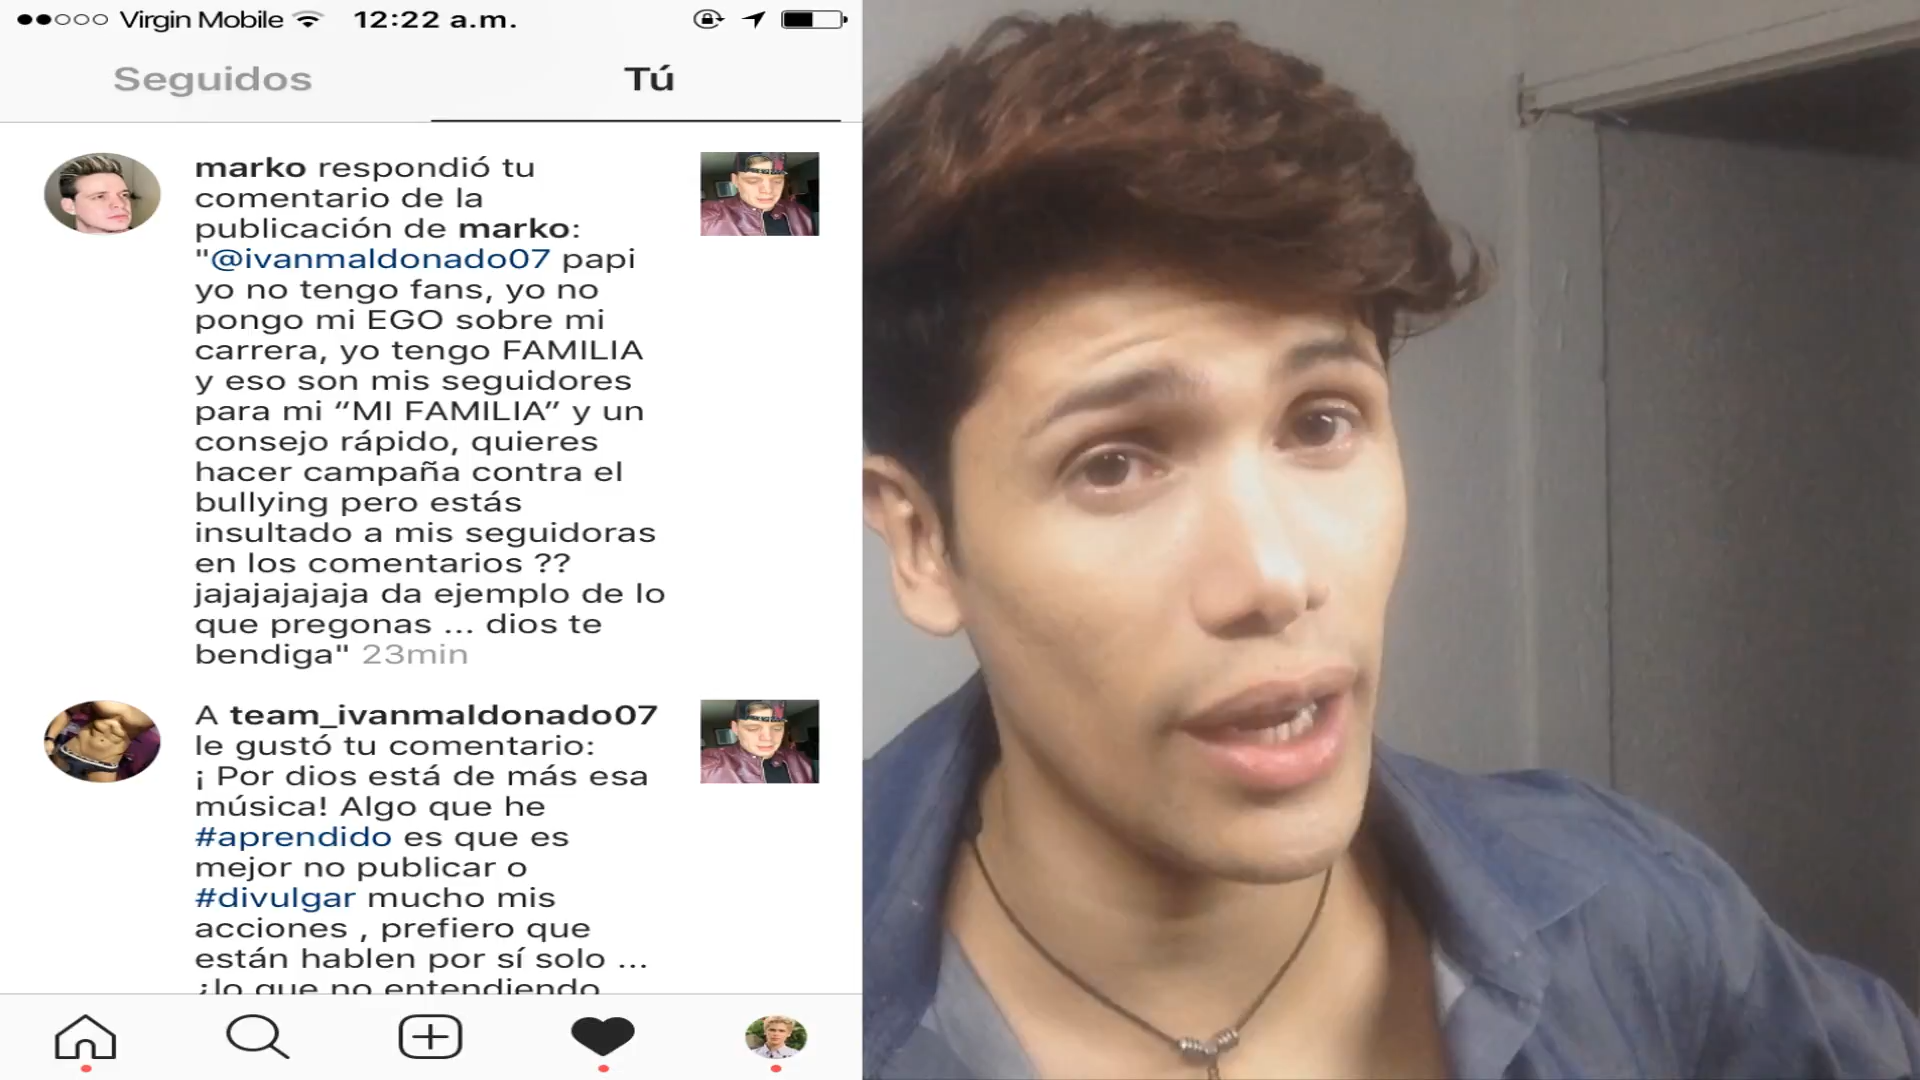 Virgin Mobile 12:22 a.m.
Seguidos Tú
marko respondió tu
comentario de la
publicación de marko:
"@ivanmaldonado07 papi
yo no tengo fans, yo no
pongo mi EGO sobre mi
carrera, yo tengo FAMILIA
y eso son mis seguidores
para mi “MI FAMILIA” y un
consejo rápido, quieres
hacer campaña contra el
bullying pero estás
insultado a mis seguidoras
en los comentarios ??
jajajajajaja da ejemplo de lo
que pregonas ... dios te
bendiga" 23min
A team_ivanmaldonado07
le gustó tu comentario:
¡ Por dios está de más esa
música! Algo que he
#aprendido es que es
mejor no publicar o
#divulgar mucho mis
acciones , prefiero que
están hablen por sí solo ...
¿lo que no entendiendo